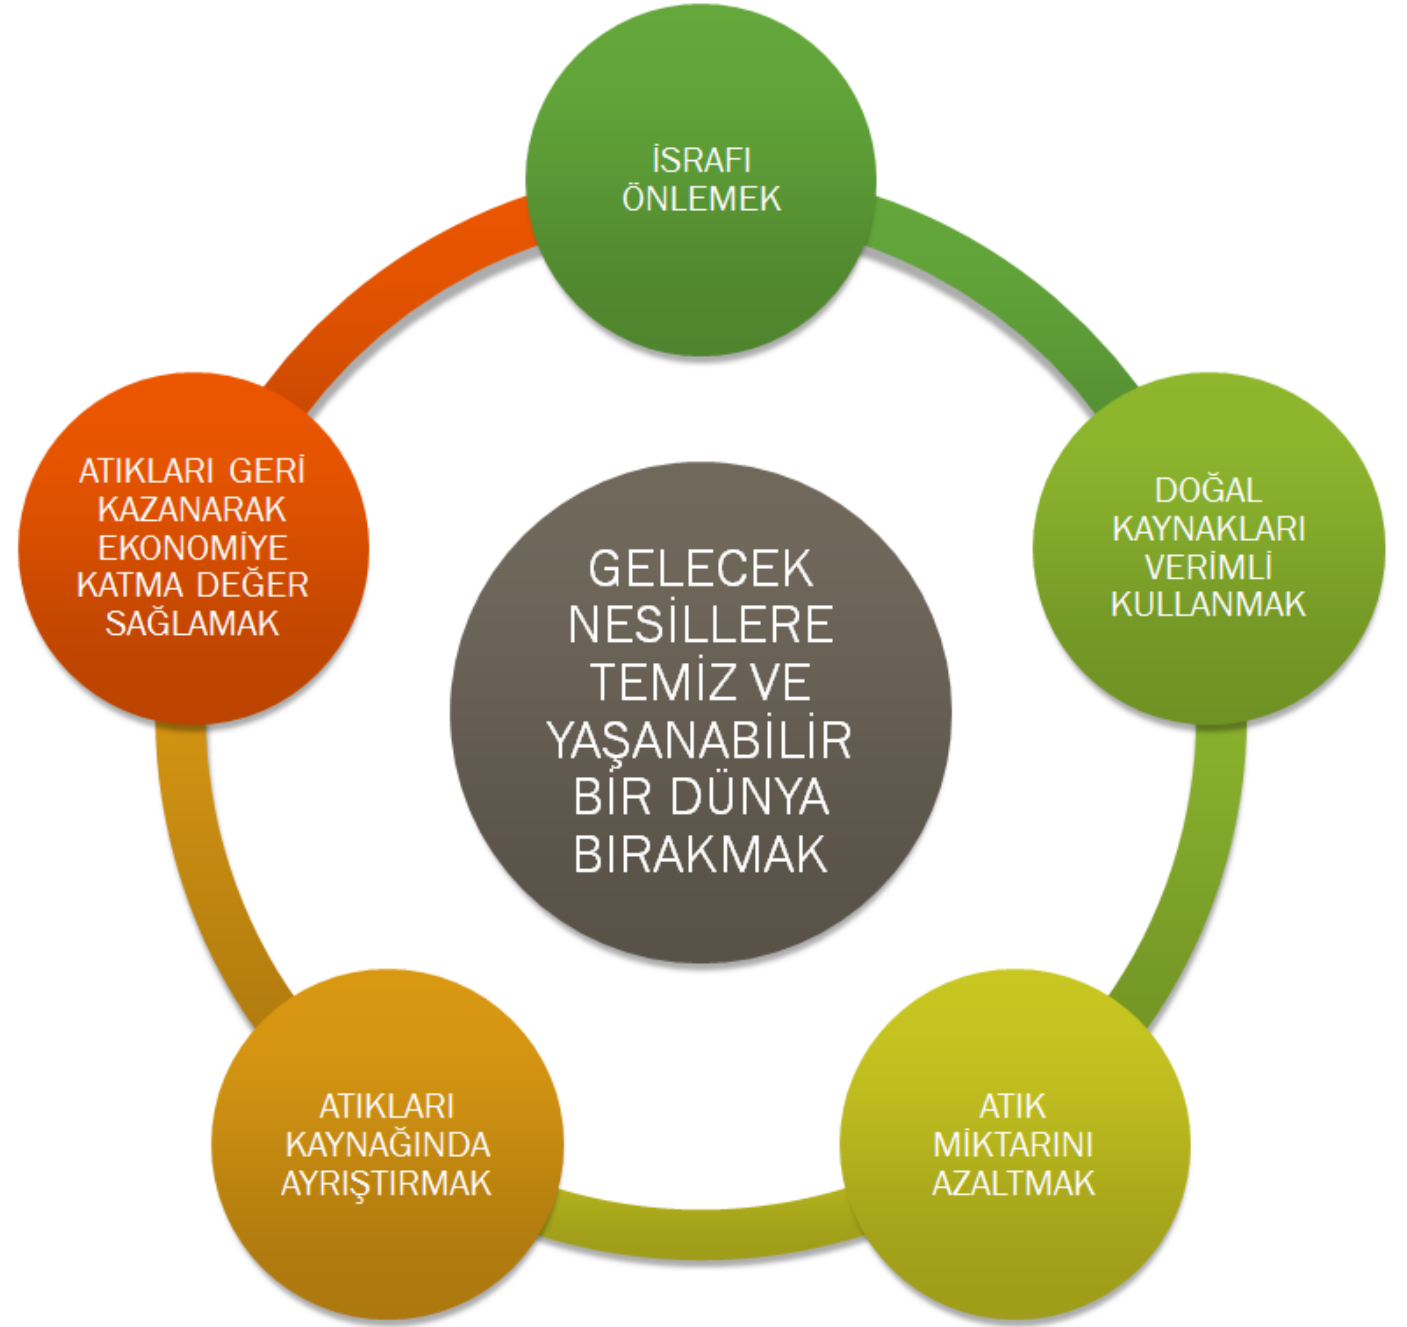 İSRAFI
ÖNLEMEK
DOĞAL
KAYNAKLARI
VERİMLİ
KULLANMAK
ATIK
MİKTARINI
AZALTMAK
ATIKLARI
KAYNAĞINDA
AYRIŞTIRMAK
ATIKLARI GERİ
KAZANARAK
EKONOMİYE
KATMA DEĞER
SAĞLAMAK
GELECEK
NESİLLERE
TEMİZ VE
YAŞANABİLİR
BİR DÜNYA
BIRAKMAK